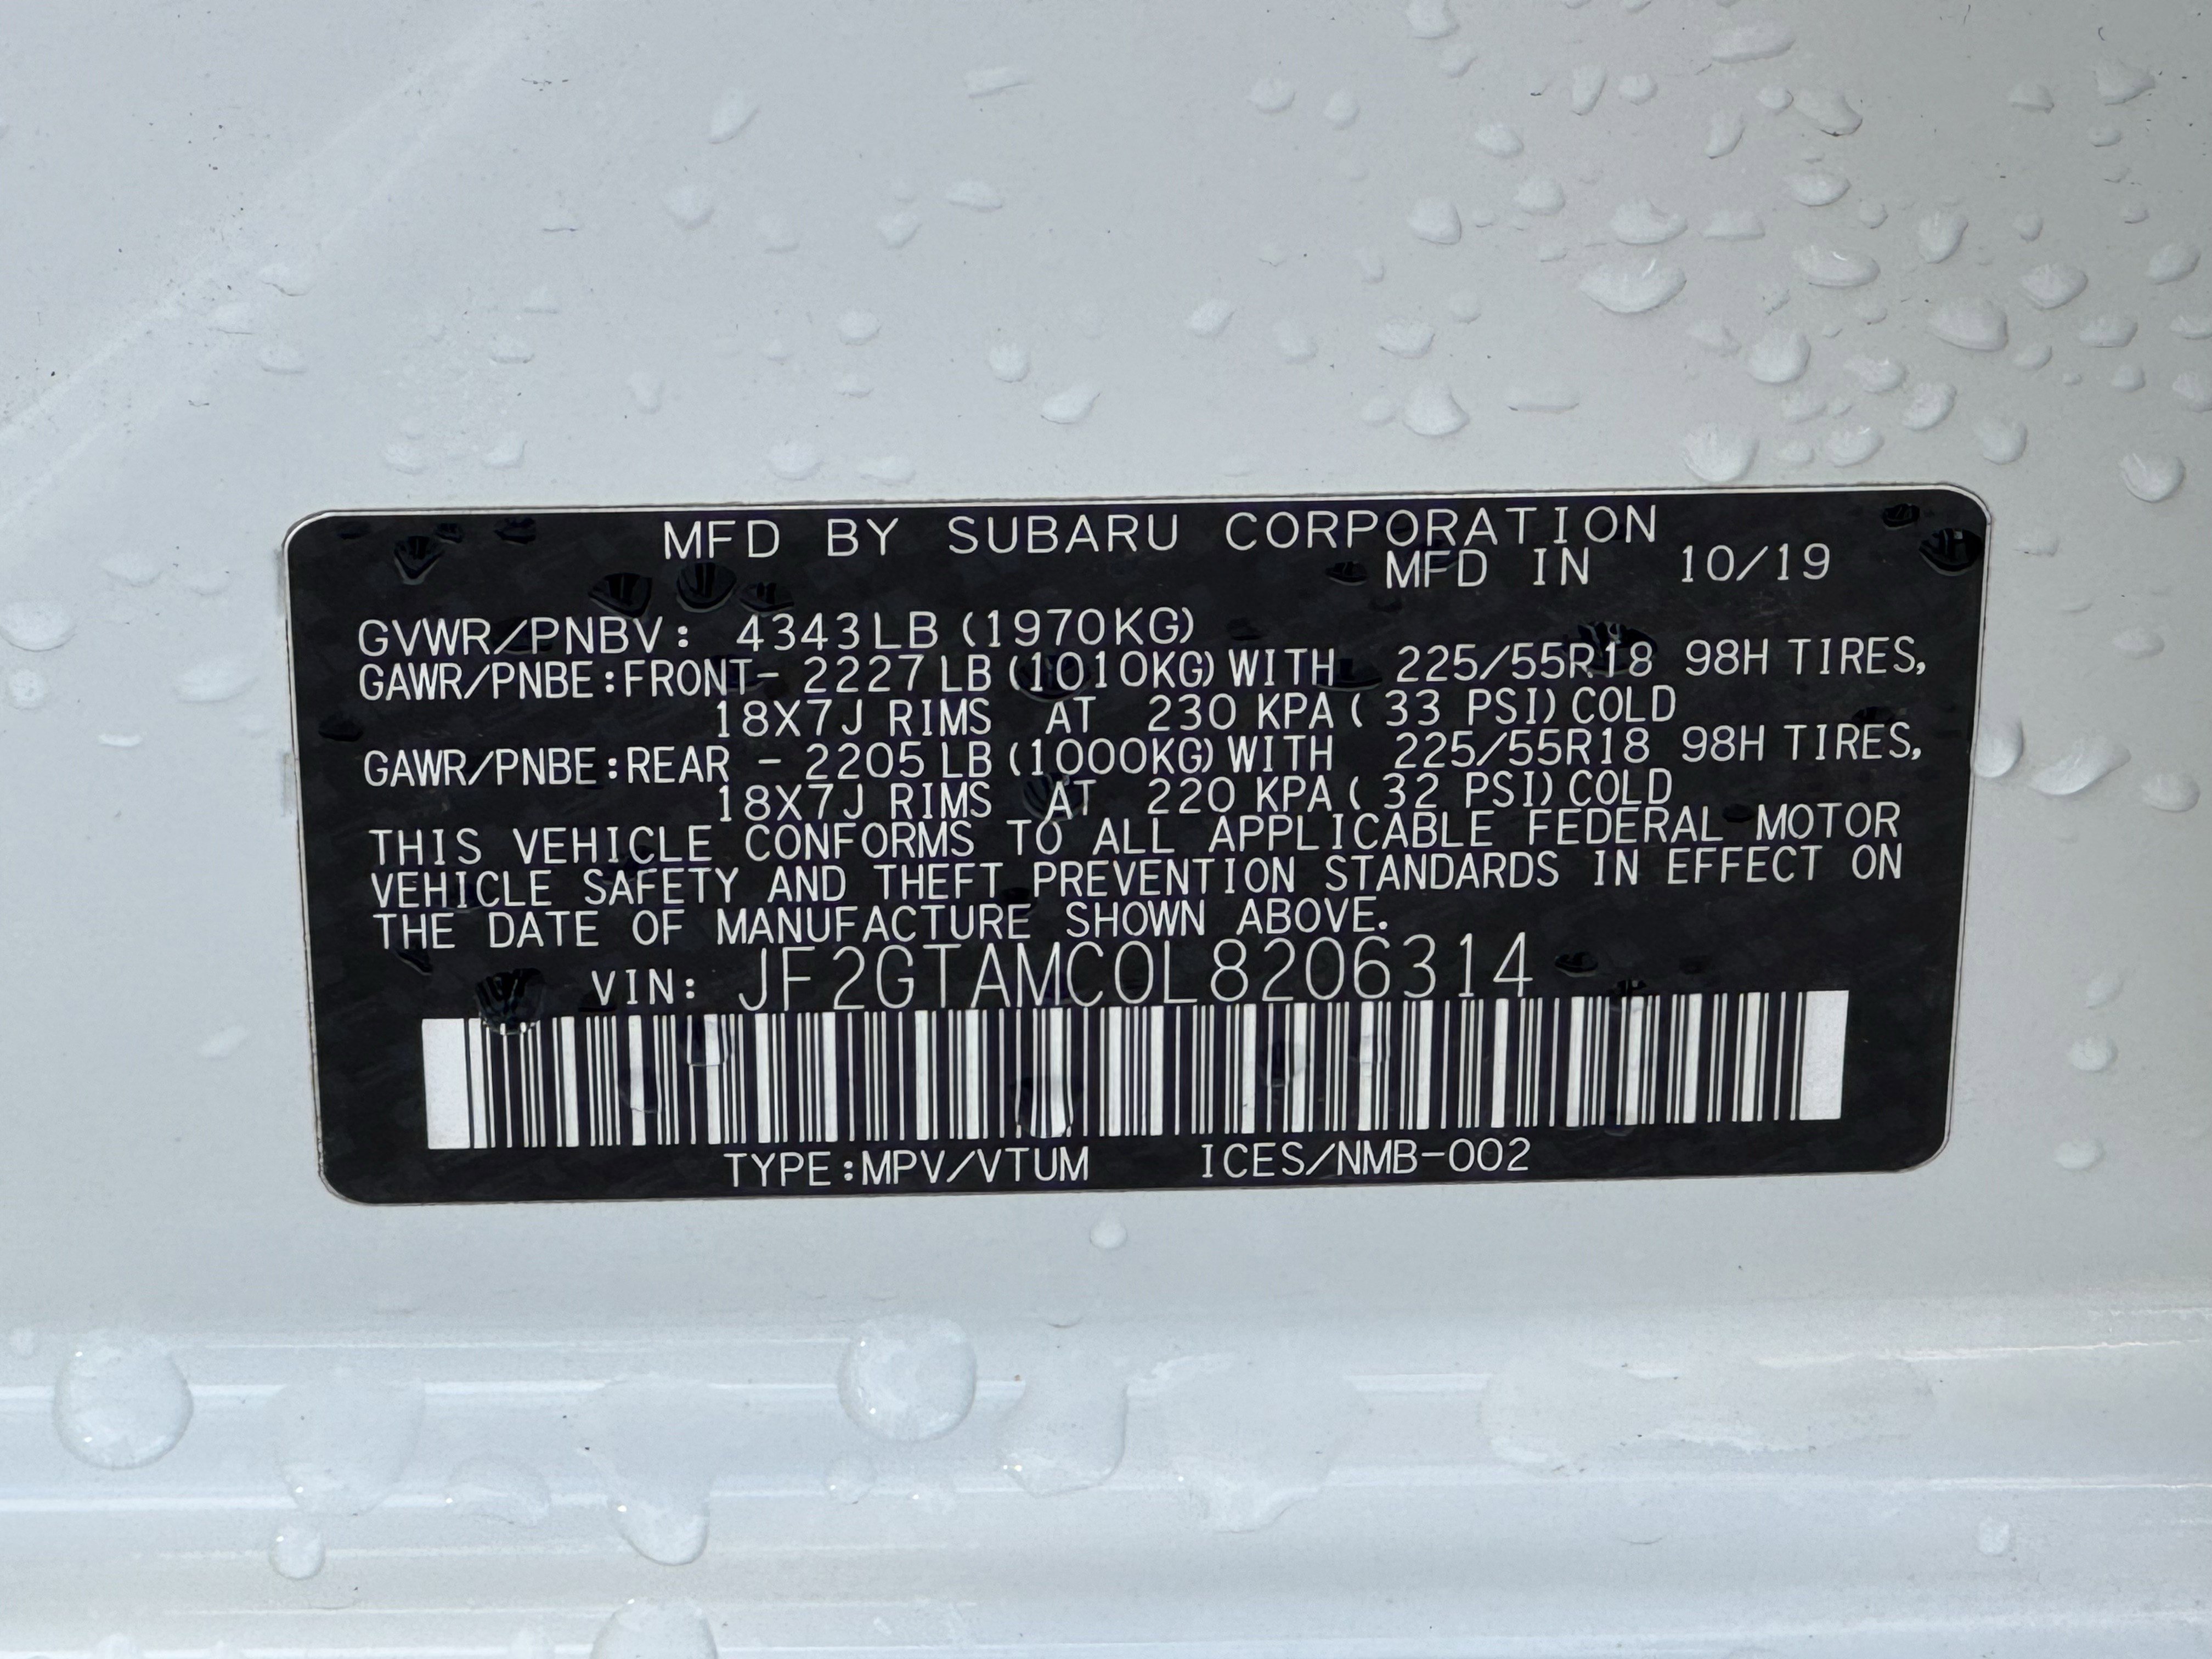 MFD BY SUBARU CORPORATION
MFD IN 10/19
GVWR/PNBV: 4343LB (1970KG)
GAWR/PNBE:FRONT- 2227 LB (1010KG) WITH 225/55R18 98H TIRES,
18X7J RIMS AT 230 KPA ( 33 PSI) COLD
GAWR/PNBE:REAR - 2205 LB (1000KG) WITH 225/55R18 98H TIRES,
18X7J RIMS AT 220 KPA ( 32 PSI) COLD
THIS VEHICLE CONFORMS TO ALL APPLICABLE FEDERAL MOTOR
VEHICLE SAFETY AND THEFT PREVENTION STANDARDS IN EFFECT ON
THE DATE OF MANUFACTURE SHOWN ABOVE.
VIN: JF2GTAMC0L8206314
TYPE:MPV/VTUM ICES/NMB-002